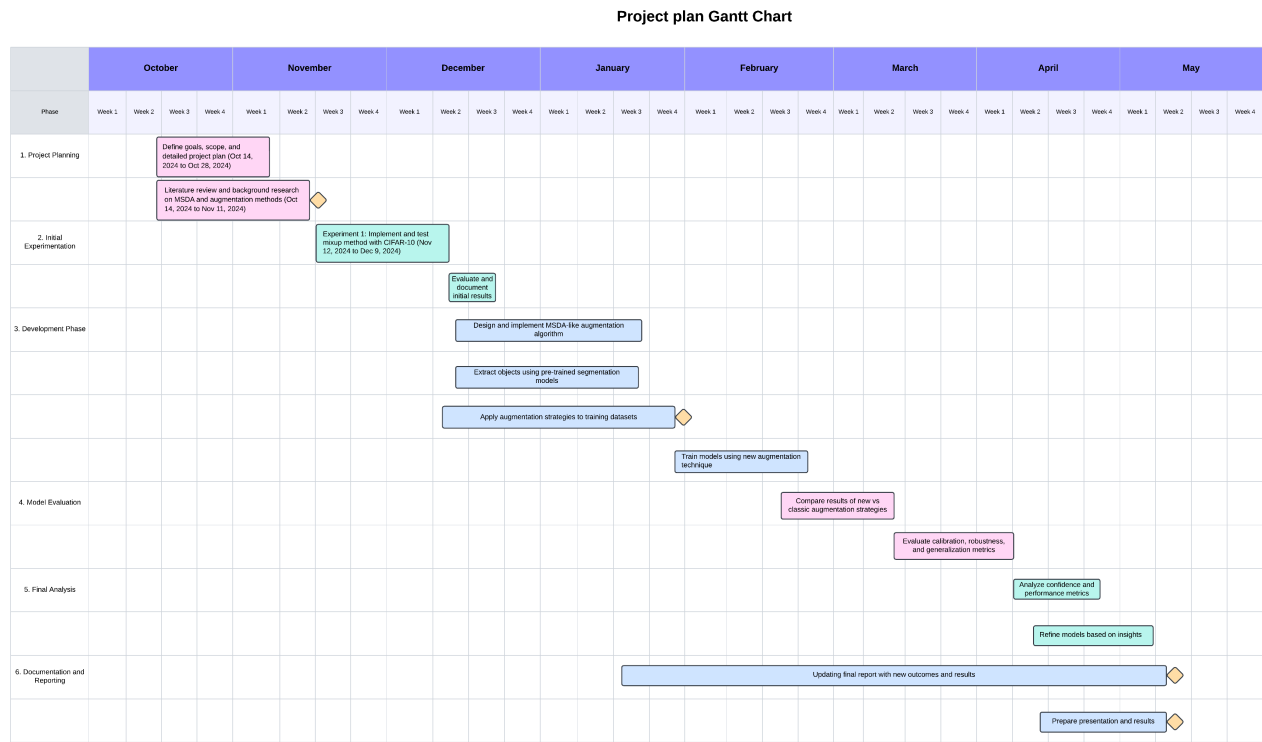 Project plan Gantt Chart
October November December January February March April May
Phase Week 1 Week 2 Week 3 Week 4 Week 1 Week 2 Week 3 Week 4 Week 1 Week 2 Week 3 Week 4 Week 1 Week 2 Week 3 Week 4 Week 1 Week 2 Week 3 Week 4 Week 1 Week 2 Week 3 Week 4 Week 1 Week 2 Week 3 Week 4 Week 1 Week 2 Week 3 Week 4
1. Project Planning
Define goals, scope, and
detailed project plan (Oct 14,
2024 to Oct 28, 2024)
Literature review and background research
on MSDA and augmentation methods (Oct
14, 2024 to Nov 11, 2024)
2. Initial
Experimentation
Experiment 1: Implement and test
mixup method with CIFAR-10 (Nov
12, 2024 to Dec 9, 2024)
Evaluate and
document
initial results
3. Development Phase
Design and implement MSDA-like augmentation
algorithm
Extract objects using pre-trained segmentation
models
Apply augmentation strategies to training datasets
Train models using new augmentation
technique
4. Model Evaluation
Compare results of new vs
classic augmentation strategies
Evaluate calibration, robustness,
and generalization metrics
5. Final Analysis
Analyze confidence and
performance metrics
Refine models based on insights
6. Documentation and
Reporting
Updating final report with new outcomes and results
Prepare presentation and results